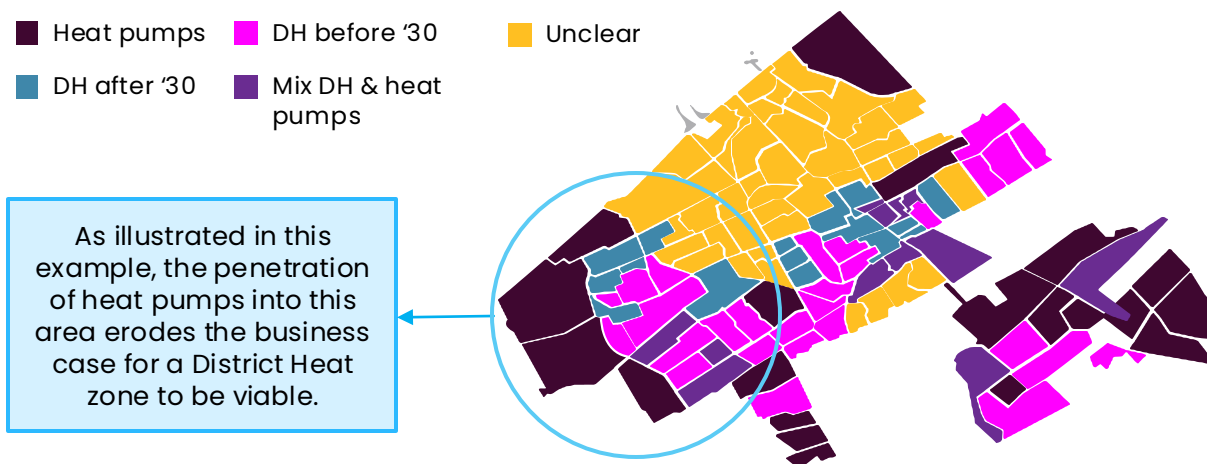 Heat pumps
DH before ‘30
Unclear
DH after ‘30
Mix DH & heat
pumps
As illustrated in this
example, the penetration
of heat pumps into this
area erodes the business
case for a District Heat
zone to be viable.